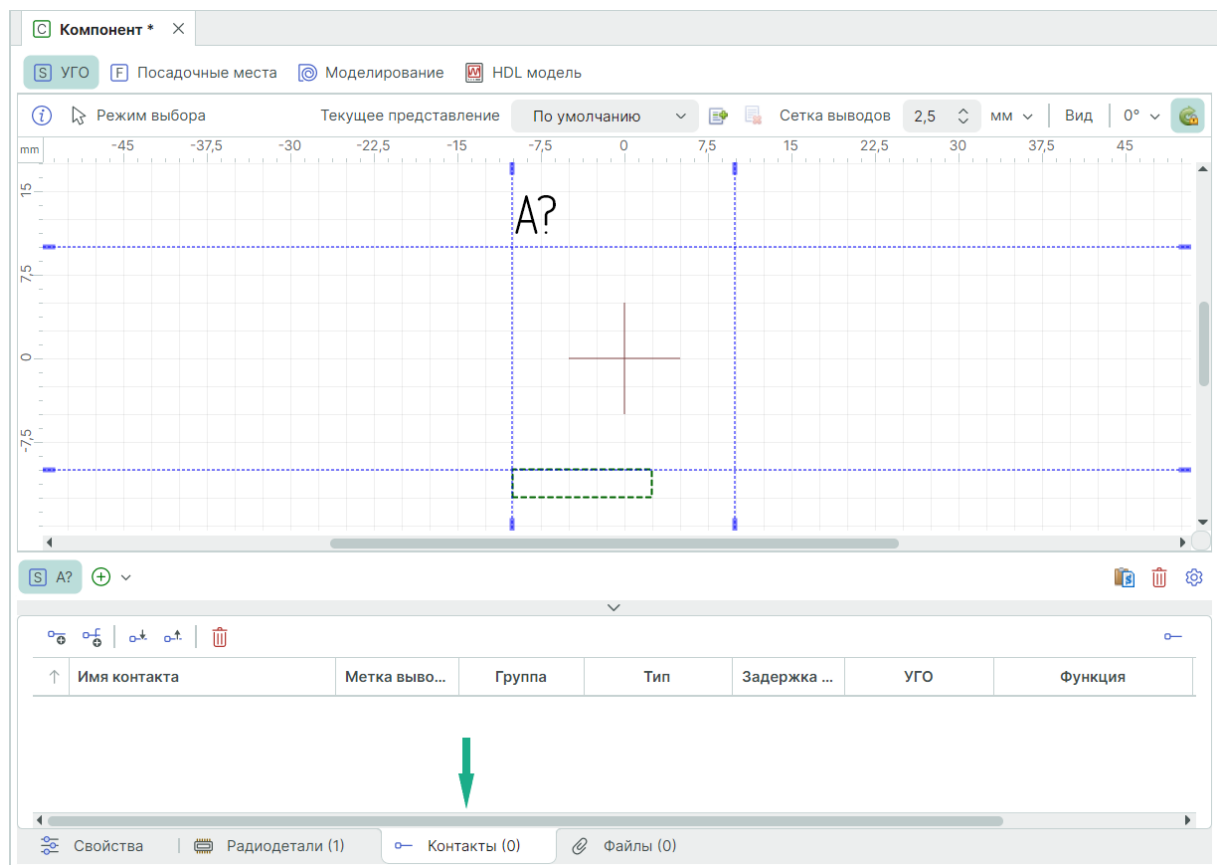 C Компонент *
S УГО F Посадочные места Моделирование HDL модель
i Режим выбора Текущее представление По умолчанию Сетка выводов 2,5 мм Вид 0°
mm -45 -37,5 -30 -22,5 -15 -7,5 0 7,5 15 22,5 30 37,5 45
15
A?
7,5
0
-7,5
S A?
Имя контакта Метка выво... Группа Тип Задержка ... УГО Функция
Свойства Радиодетали (1) Контакты (0) Файлы (0)